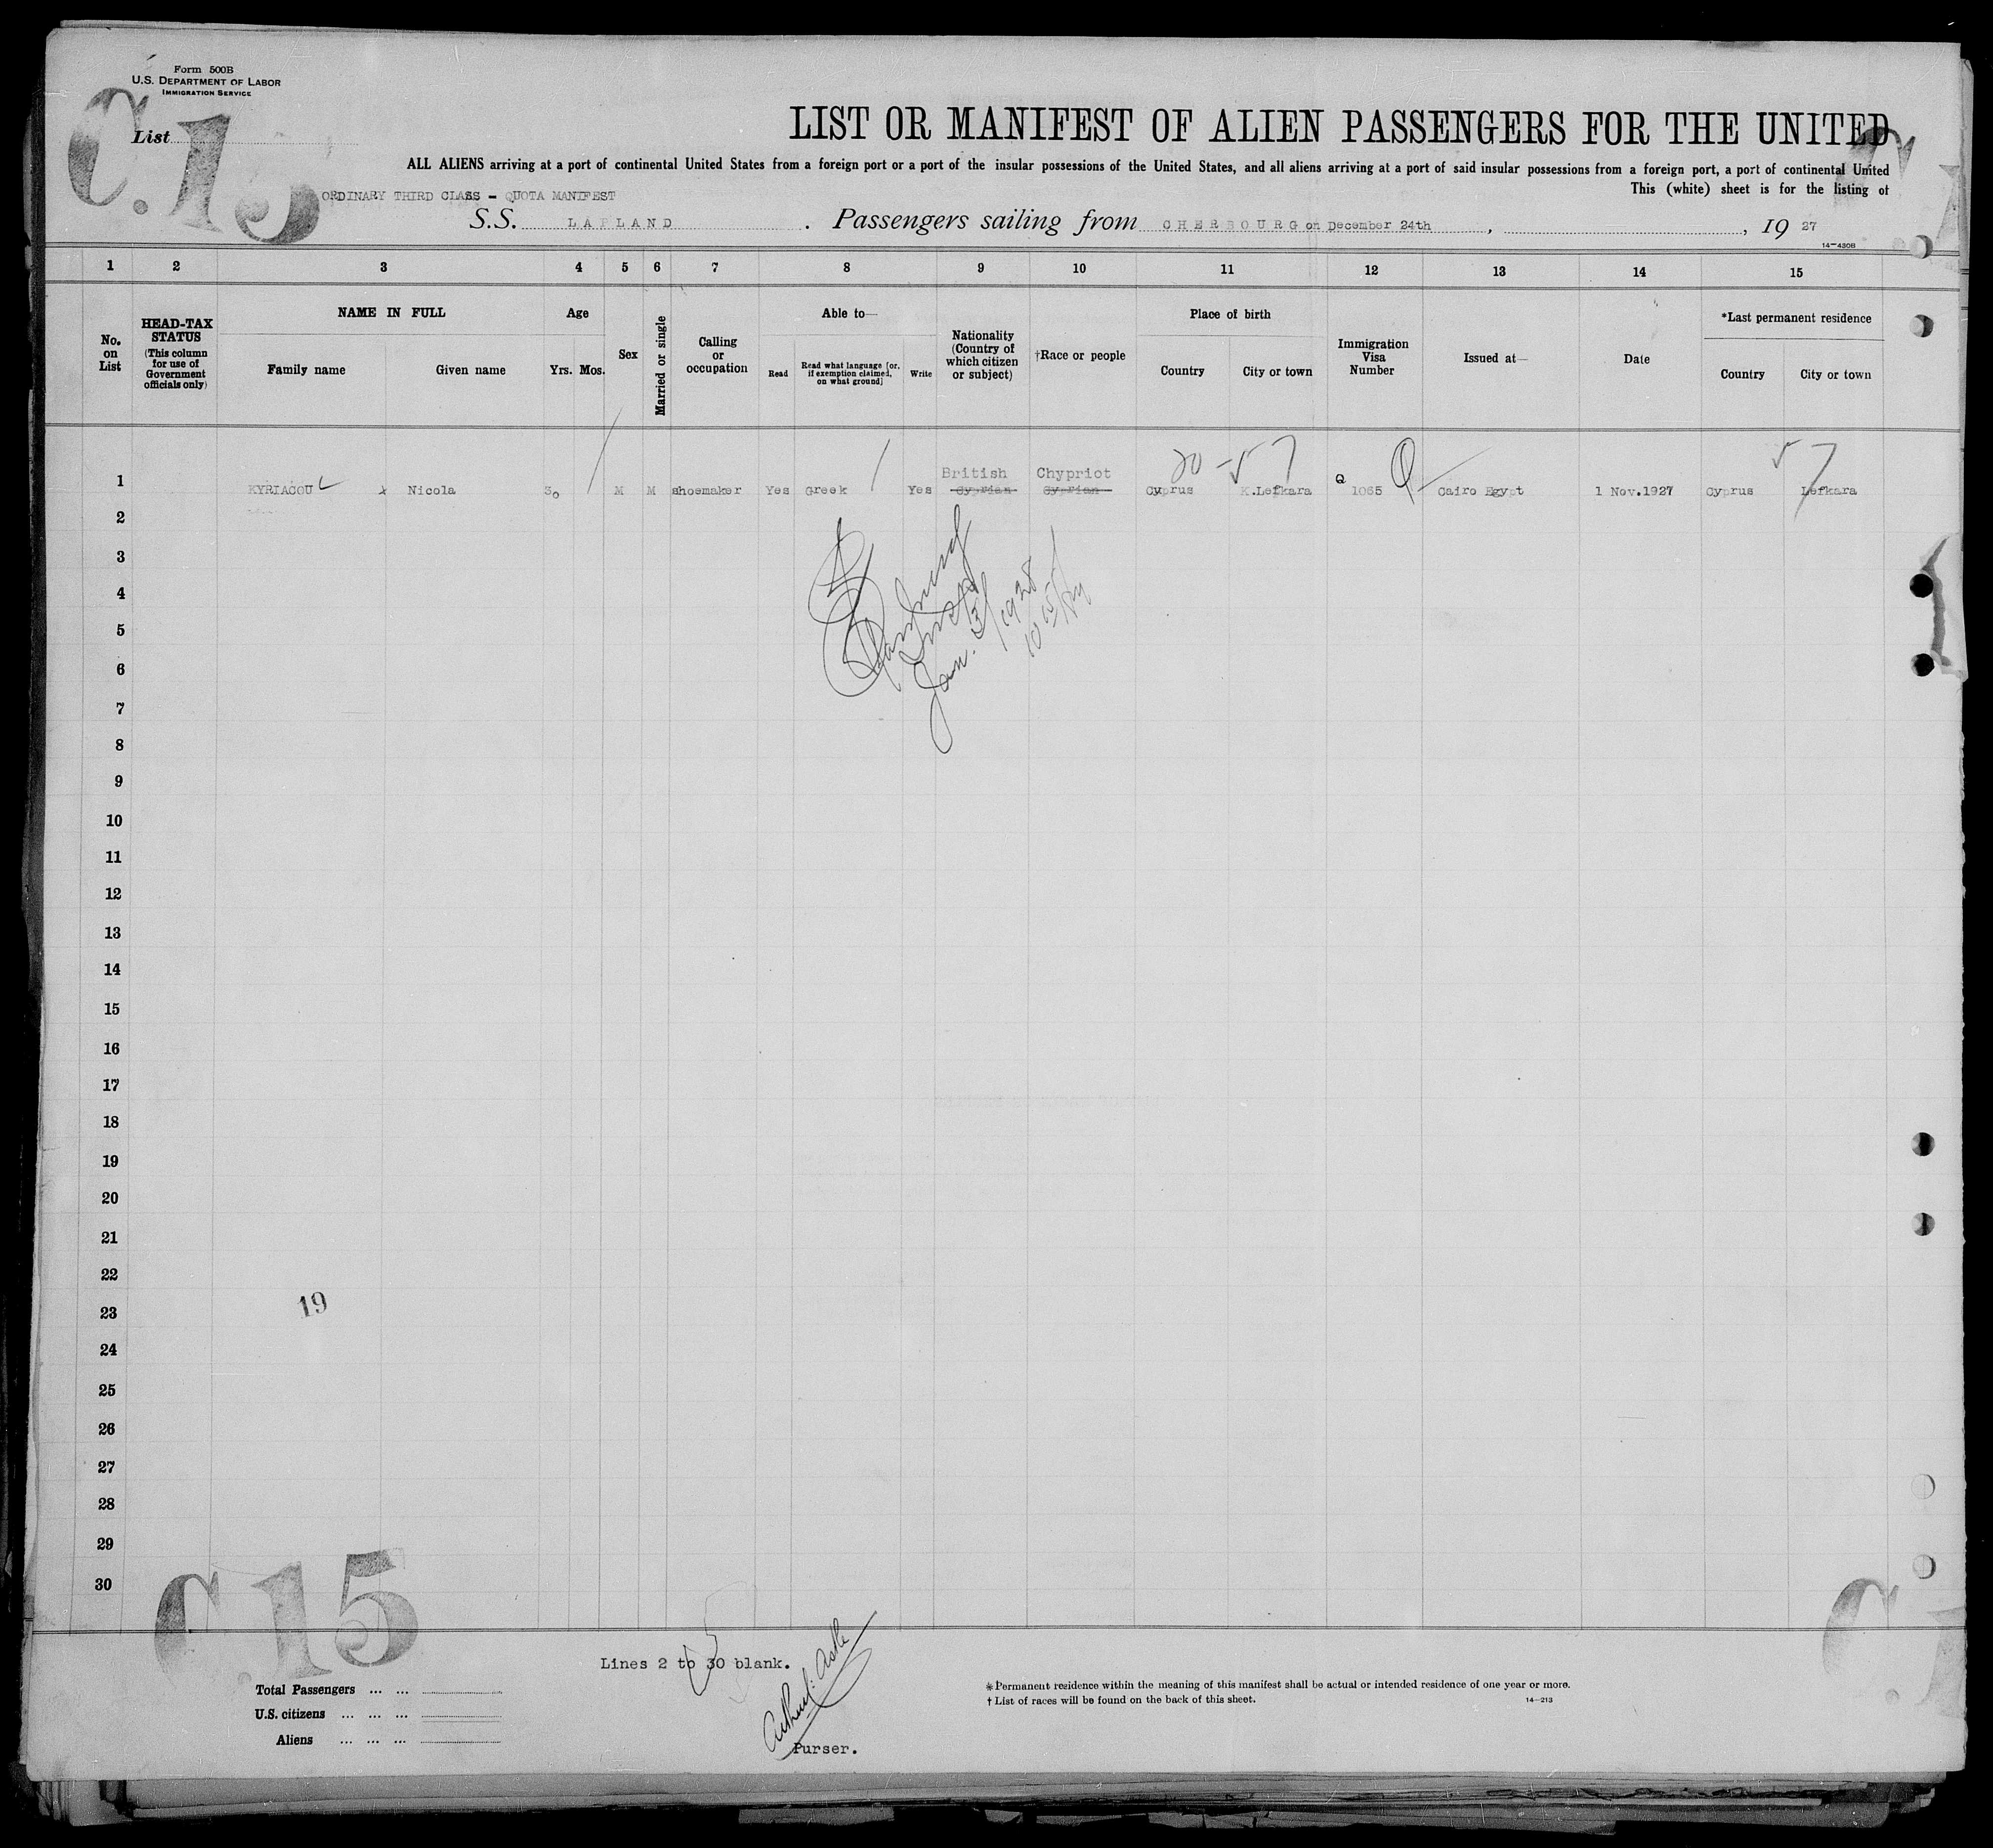 Form 500B
U.S. DEPARTMENT OF LABOR
IMMIGRATION SERVICE
C.15
List
LIST OR MANIFEST OF ALIEN PASSENGERS FOR THE UNITED
ALL ALIENS arriving at a port of continental United States from a foreign port or a port of the insular possessions of the United States, and all aliens arriving at a port of said insular possessions from a foreign port, a port of continental United
This (white) sheet is for the listing of
ORDINARY THIRD CLASS - QUOTA MANIFEST
S.S. LAPLAND. Passengers sailing from CHERBOURG on December 24th, , 19 27
14-430B
1 2 3 4 5 6 7 8 9 10 11 12 13 14 15
No. on List
HEAD-TAX STATUS (This column for use of Government officials only)
NAME IN FULL
Family name Given name
Age
Yrs. Mos.
Sex
Married or single
Calling or occupation
Able to—
Read Read what language [or, if exemption claimed, on what ground] Write
Nationality (Country of which citizen or subject)
†Race or people
Place of birth
Country City or town
Immigration Visa Number
Issued at—
Date
*Last permanent residence
Country City or town
20 - √ 7 Q √ 7
British Chypriot
1 KYRIACOU x Nicola 30 M M shoemaker Yes Greek Yes Cyprian Cyprian Cyprus K.Lefkara Q 1065 Cairo Egypt 1 Nov.1927 Cyprus Lefkara
2
3
4
5
6
Jan. 3/1928
7
8
9
10
11
12
13
14
15
16
17
18
19
20
21
22
23
19
24
25
26
27
28
29
30
C.15
C.1
Lines 2 to 30 blank.
Total Passengers ... ...
U.S. citizens ... ... ...
Aliens ... ... ...
Purser.
*Permanent residence within the meaning of this manifest shall be actual or intended residence of one year or more.
† List of races will be found on the back of this sheet.
14-213